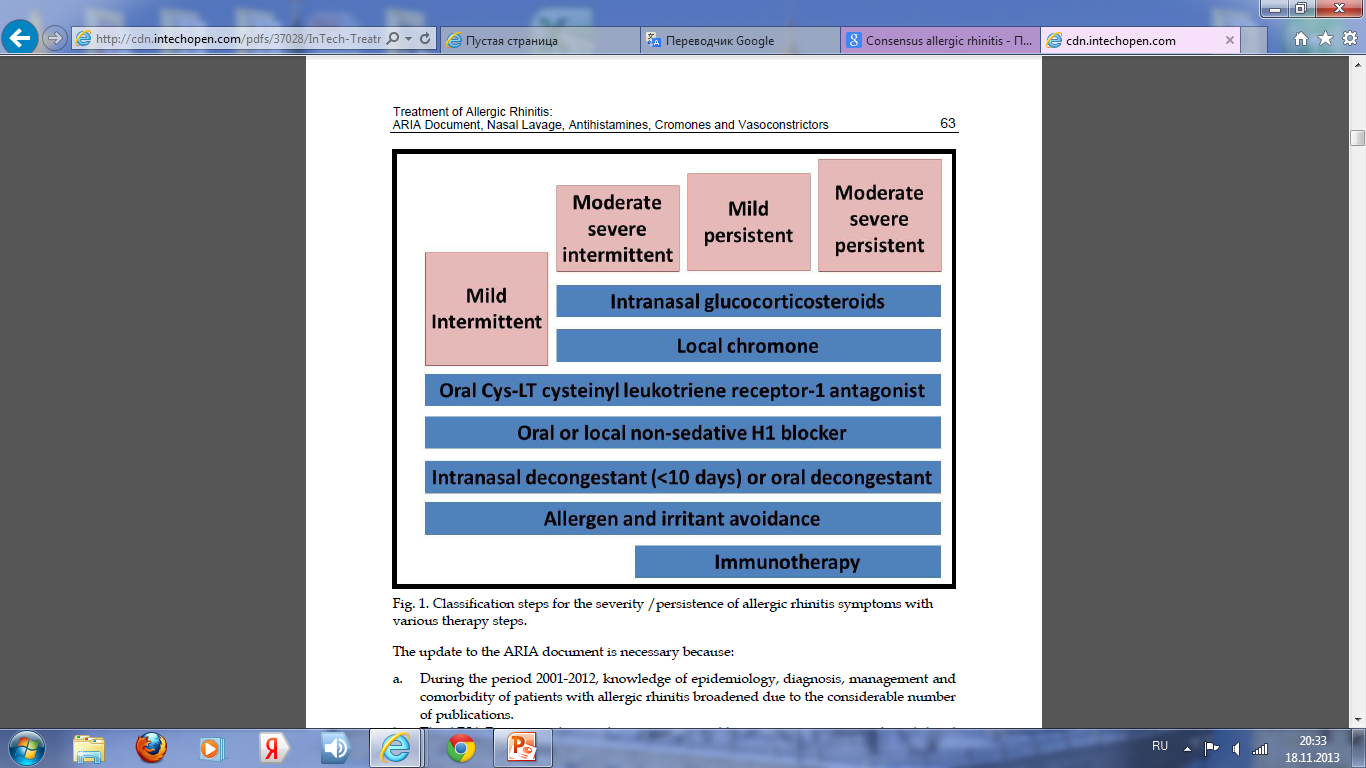 http://cdn.intechopen.com/pdfs/37028/InTech-Treatr
Пустая страница
Переводчик Google
Consensus allergic rhinitis - П...
cdn.intechopen.com
Treatment of Allergic Rhinitis:
ARIA Document, Nasal Lavage, Antihistamines, Cromones and Vasoconstrictors 63
Moderate
severe
intermittent
Mild
persistent
Moderate
severe
persistent
Mild
Intermittent
Intranasal glucocorticosteroids
Local chromone
Oral Cys-LT cysteinyl leukotriene receptor-1 antagonist
Oral or local non-sedative H1 blocker
Intranasal decongestant (<10 days) or oral decongestant
Allergen and irritant avoidance
Immunotherapy
Fig. 1. Classification steps for the severity /persistence of allergic rhinitis symptoms with
various therapy steps.
The update to the ARIA document is necessary because:
a. During the period 2001-2012, knowledge of epidemiology, diagnosis, management and
comorbidity of patients with allergic rhinitis broadened due to the considerable number
of publications.
RU
20:33
18.11.2013